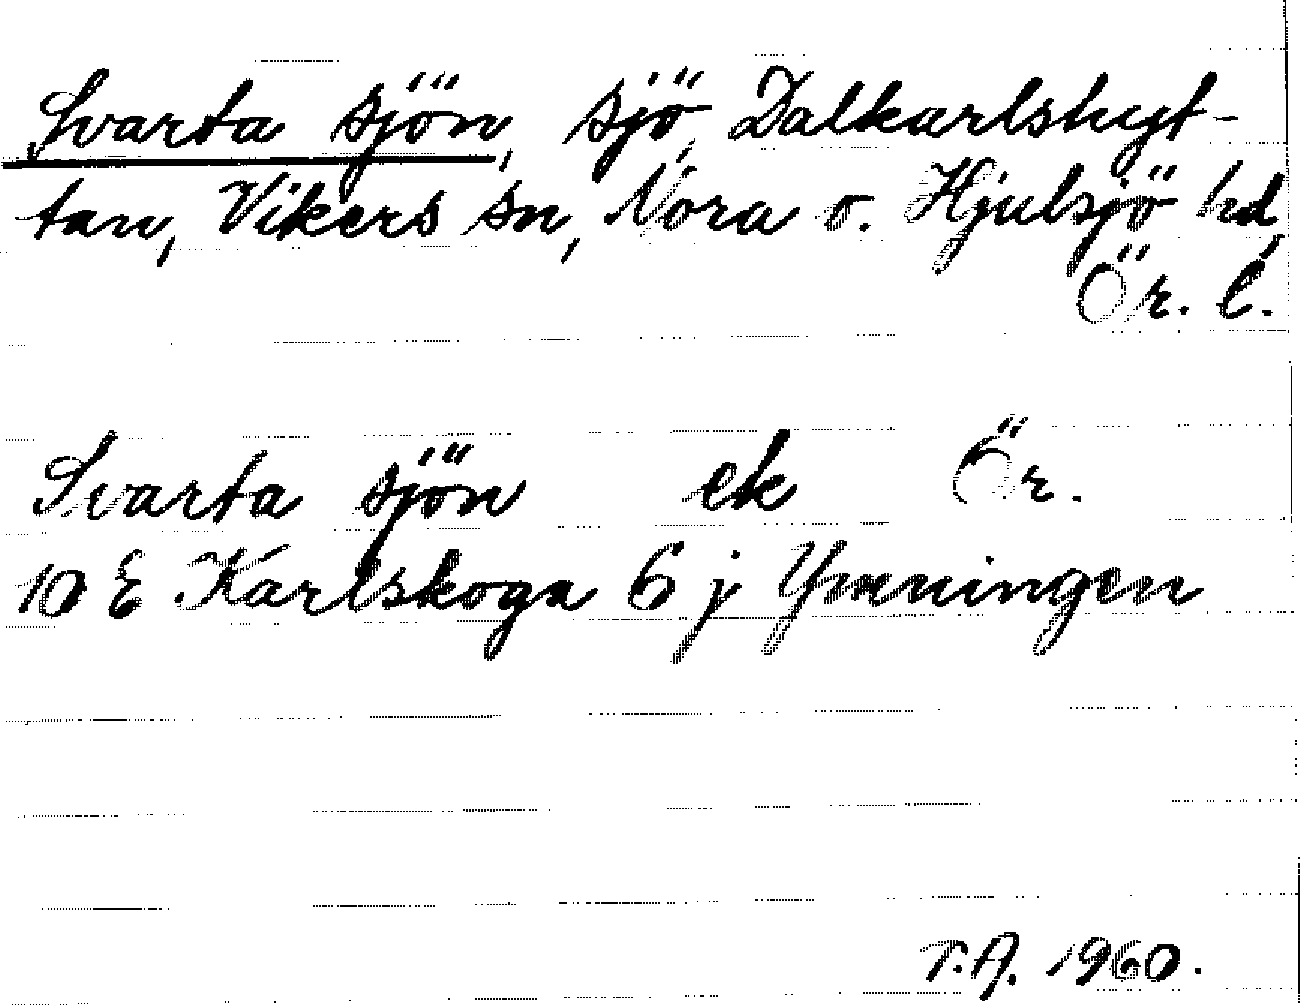 Svarta sjön, sjö, Dalkarlshyt-
tan, Vikers sn, Nora o. Hjulsjö hd,
Ör. l.
Svarta sjön ek Ör.
10 E Karlskoga 6 j Ymningen
T.A. 1960.